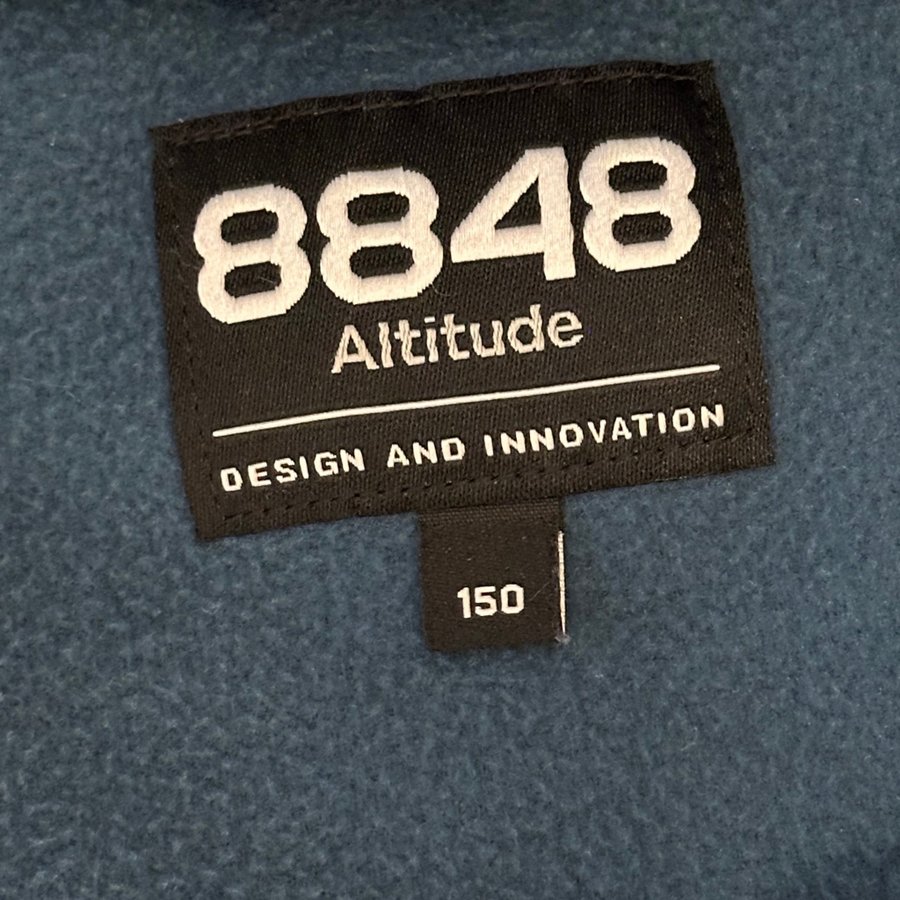 8848
Altitude
DESIGN AND INNOVATION
150